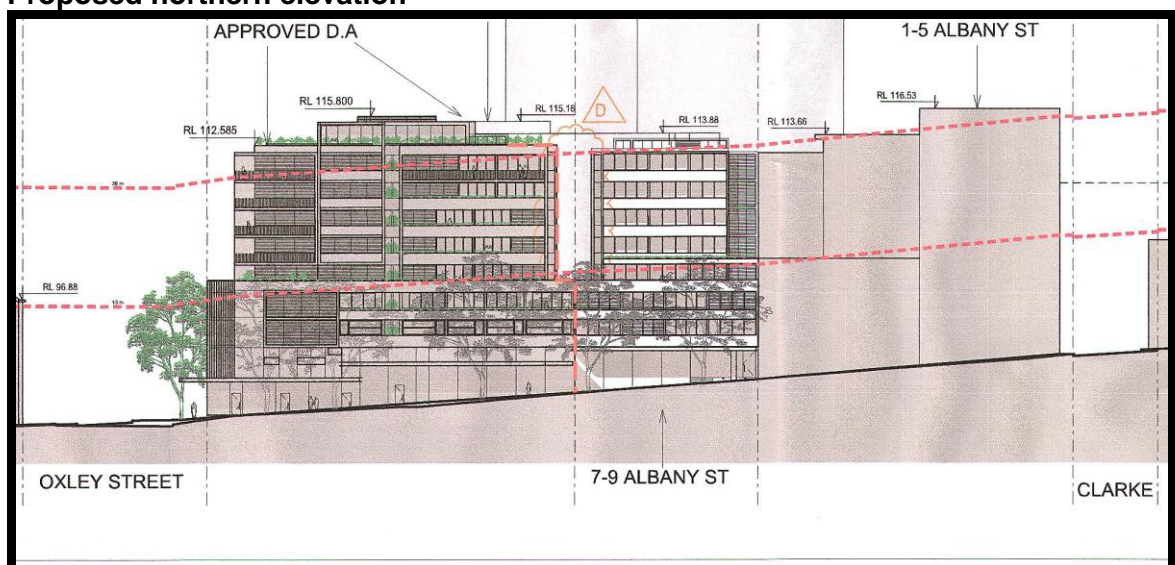 Proposed northern elevation
APPROVED D.A
1-5 ALBANY ST
RL 116.53
RL 115.800
RL 115.16
D
RL 113.88
RL 113.66
RL 112.585
RL 96.88
OXLEY STREET
7-9 ALBANY ST
CLARKE